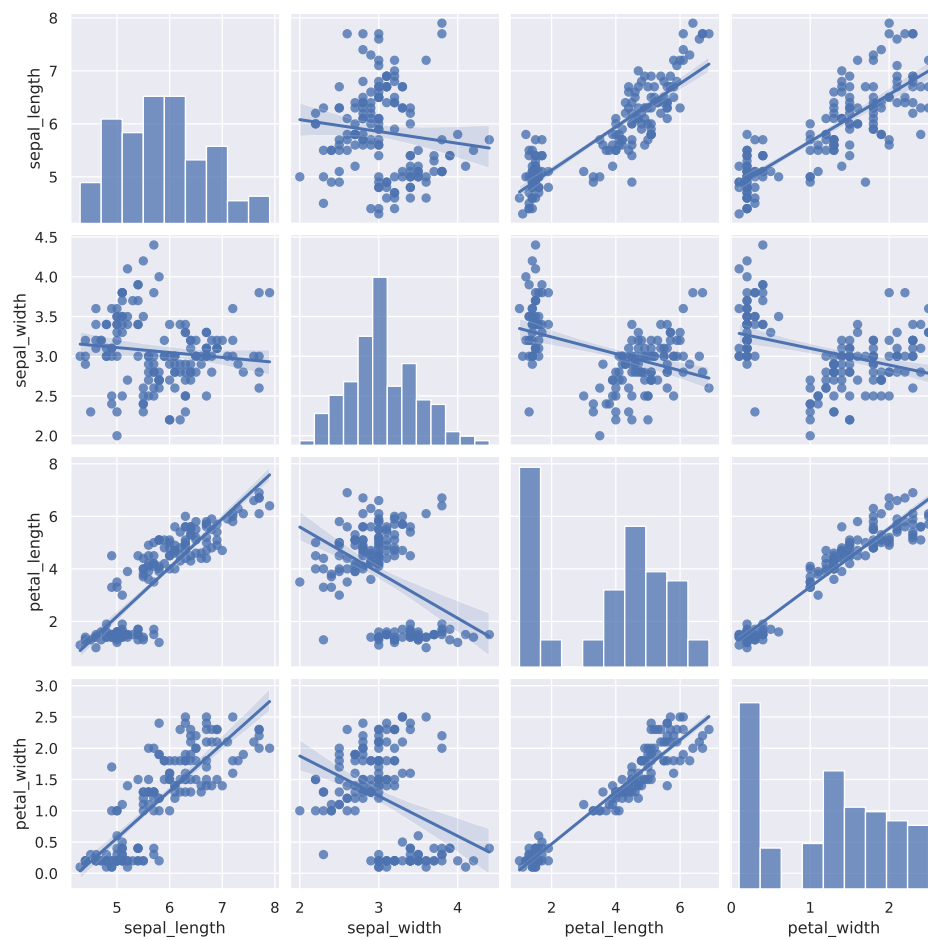 8
7
6
5
sepal_length
4.5
4.0
3.5
3.0
2.5
2.0
sepal_width
8
6
4
2
petal_length
3.0
2.5
2.0
1.5
1.0
0.5
0.0
petal_width
5 6 7 8
2 3 4
2 4 6
0 1 2
sepal_length
sepal_width
petal_length
petal_width